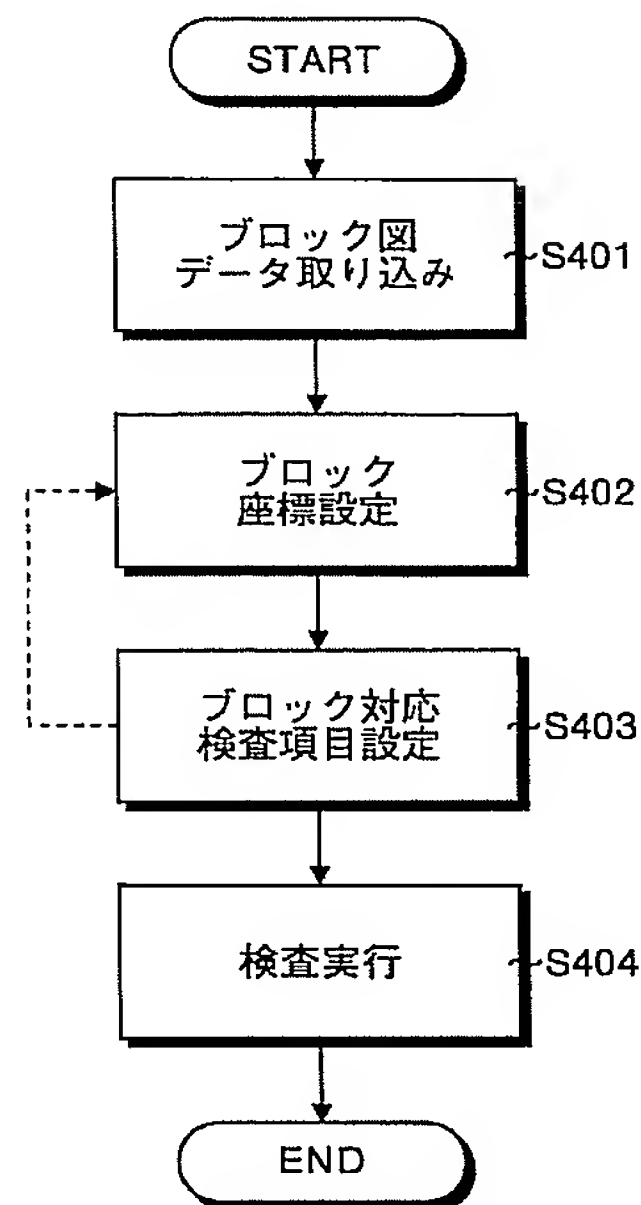 START
ブロック図
データ取り込み
S401
ブロック
座標設定
S402
ブロック対応
検査項目設定
S403
検査実行
S404
END